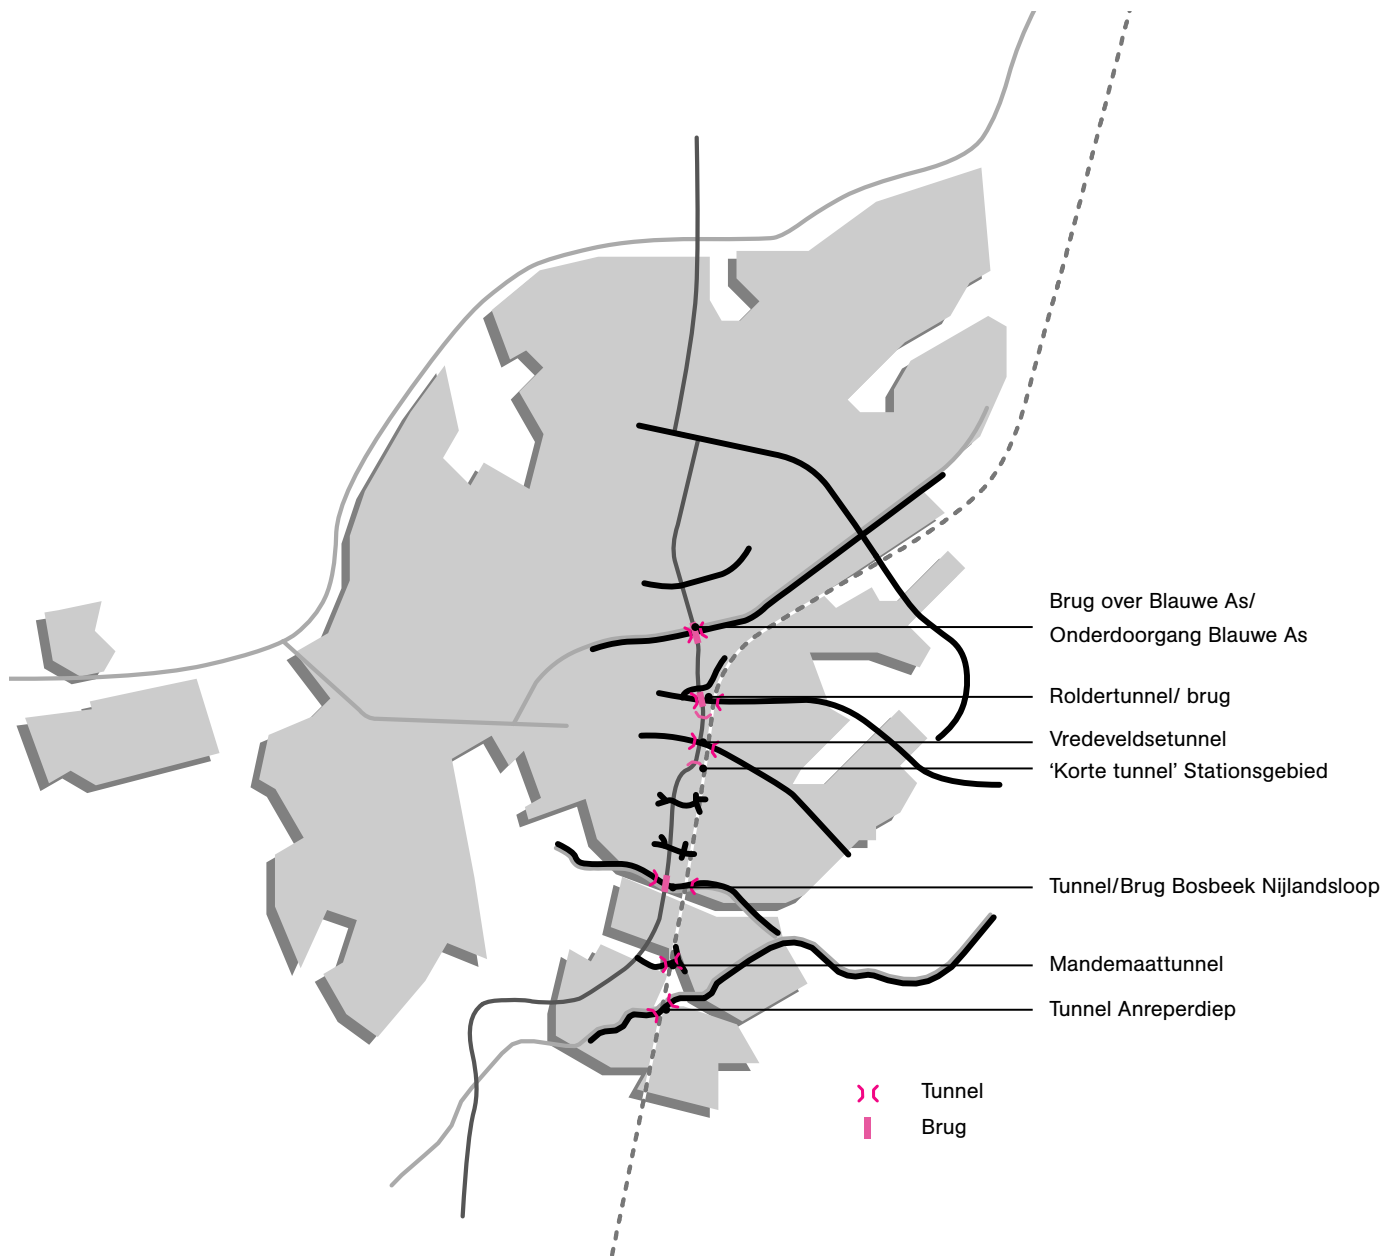 Brug over Blauwe As/
Onderdoorgang Blauwe As
Roldertunnel/ brug
Vredeveldsetunnel
‘Korte tunnel’ Stationsgebied
Tunnel/Brug Bosbeek Nijlandsloop
Mandemaattunnel
Tunnel Anreperdiep
Tunnel
Brug